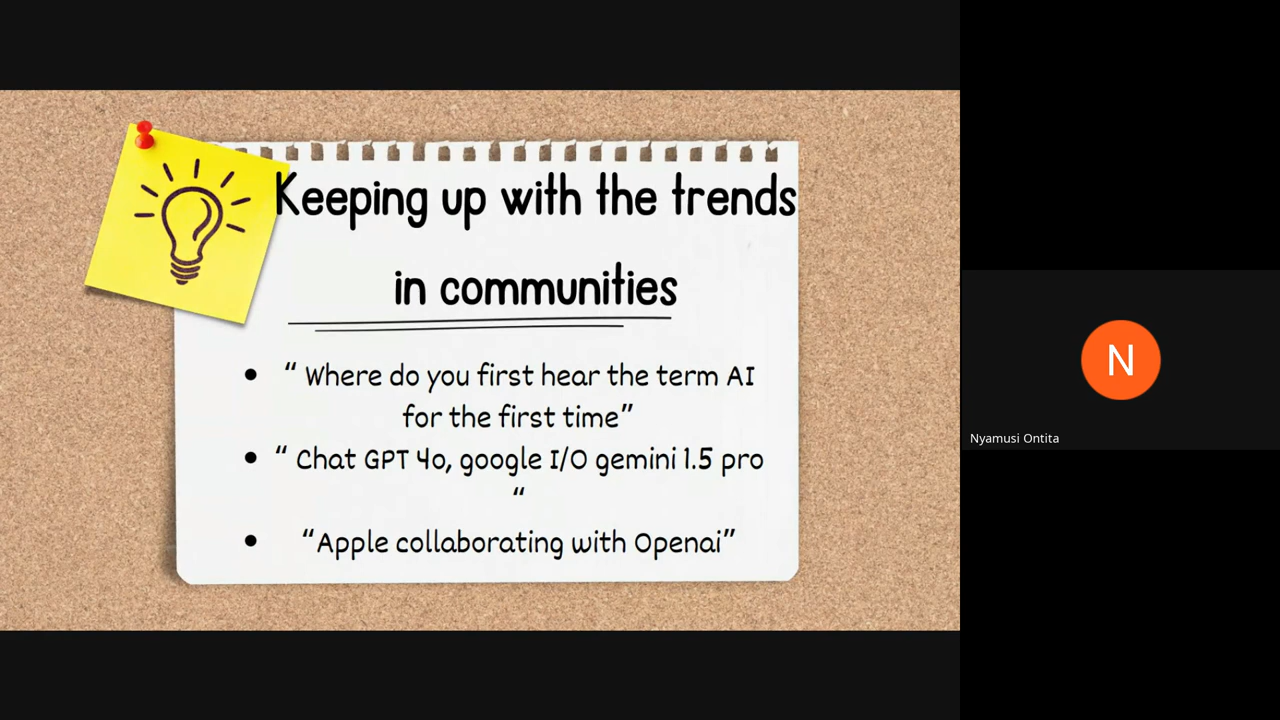 Keeping up with the trends
in communities
• “ Where do you first hear the term AI
for the first time”
• “ Chat GPT 4o, google I/O gemini 1.5 pro
“
• “Apple collaborating with Openai”
N
Nyamusi Ontita